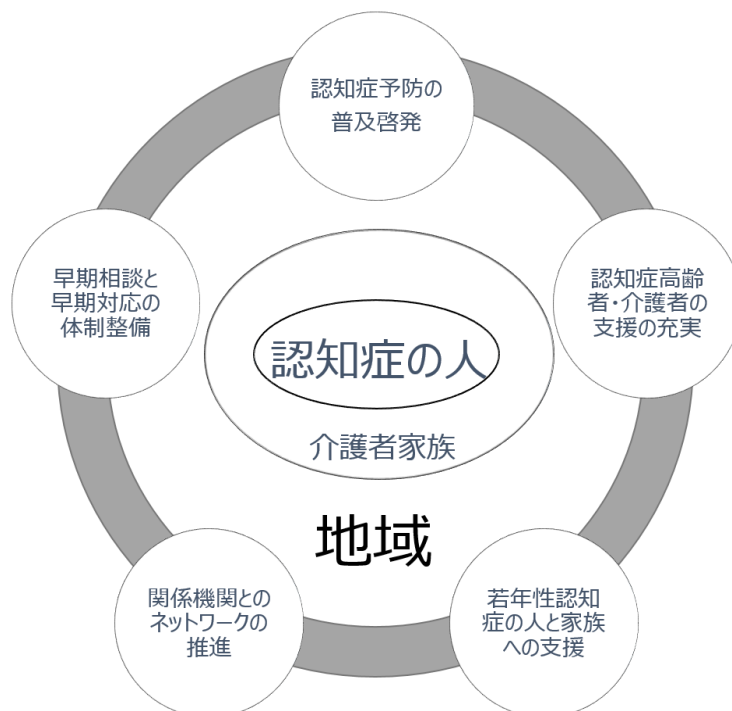 認知症予防の
普及啓発
早期相談と
早期対応の
体制整備
認知症高齢
者・介護者の
支援の充実
認知症の人
介護者家族
地域
関係機関との
ネットワークの
推進
若年性認知
症の人と家族
への支援